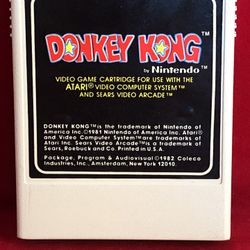 DONKEY KONG™
by Nintendo®
VIDEO GAME CARTRIDGE FOR USE WITH THE
ATARI® VIDEO COMPUTER SYSTEM™
AND SEARS VIDEO ARCADE™
DONKEY KONG™ is the trademark of Nintendo of
America Inc. ©1981 Nintendo of America Inc. Atari®
and Video Computer System™ are trademarks of
Atari Inc. Sears Video Arcade™ is a trademark of
Sears, Roebuck and Co. Printed in U.S.A.
Package, Program & Audiovisual ©1982 Coleco
Industries, Inc., Amsterdam, New York 12010.